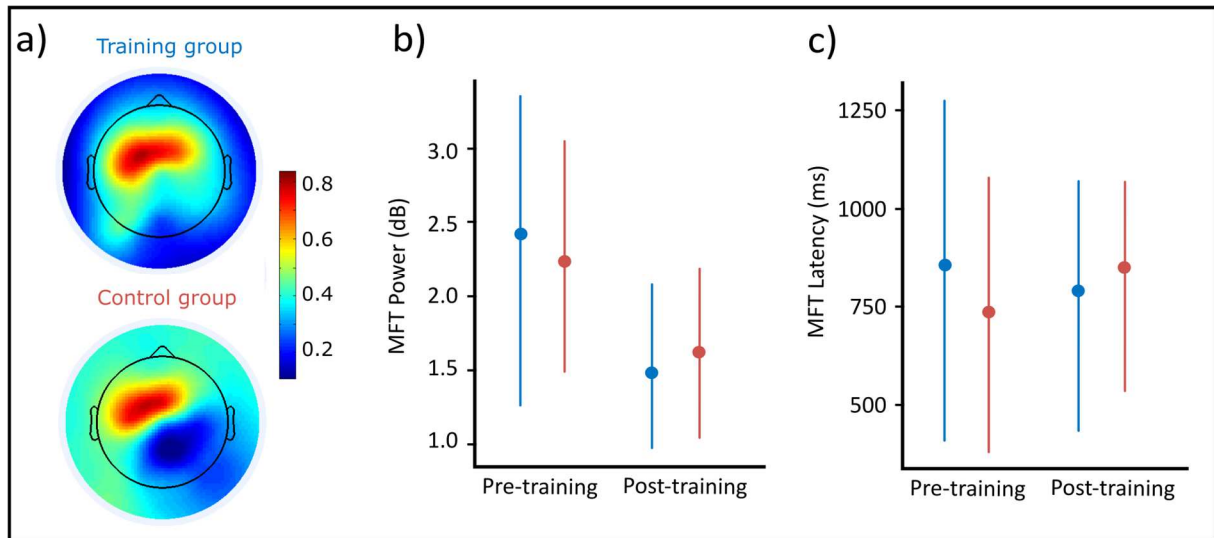 a)
Training group
Control group
0.8
0.6
0.4
0.2
b)
MFT Power (dB)
3.0
2.5
2.0
1.5
1.0
Pre-training Post-training
c)
MFT Latency (ms)
1250
1000
750
500
Pre-training Post-training